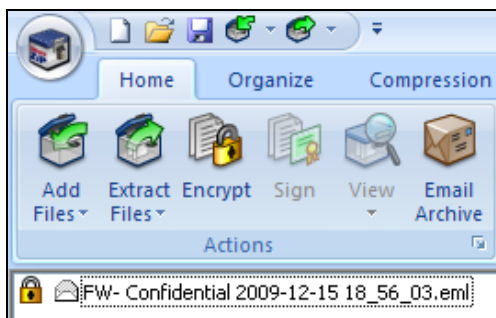 Home Organize Compression
Add Files Extract Files Encrypt Sign View Email Archive
Actions
FW- Confidential 2009-12-15 18_56_03.eml